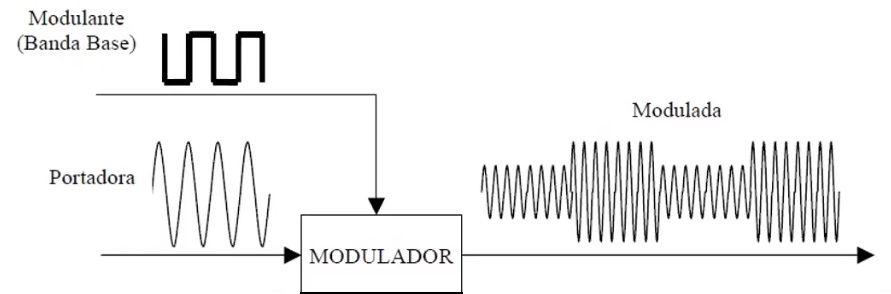 Modulante
(Banda Base)
Modulada
Portadora
MODULADOR